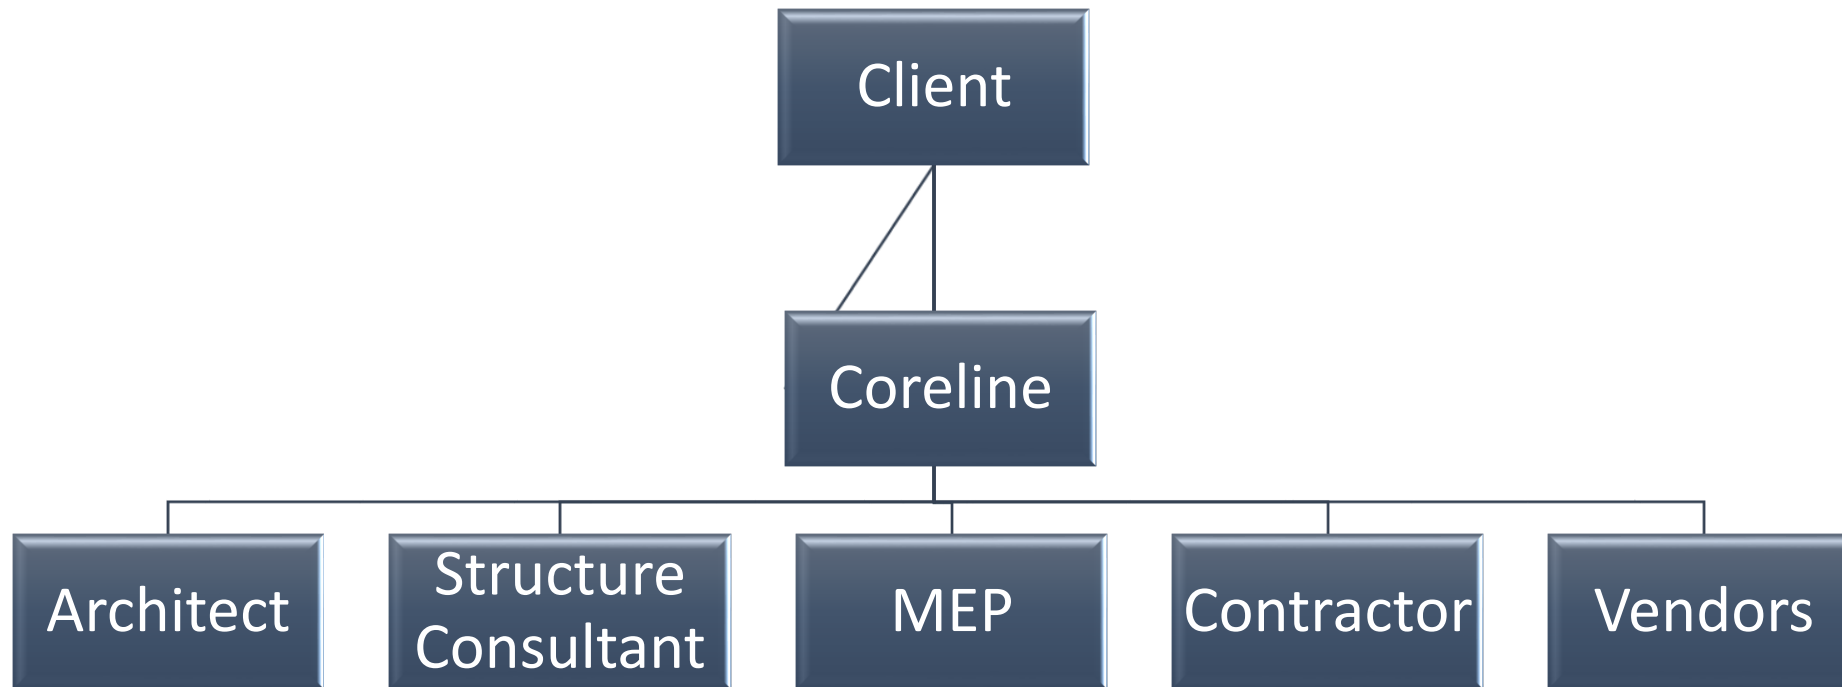 Client
Coreline
Architect
Structure
Consultant
MEP
Contractor
Vendors